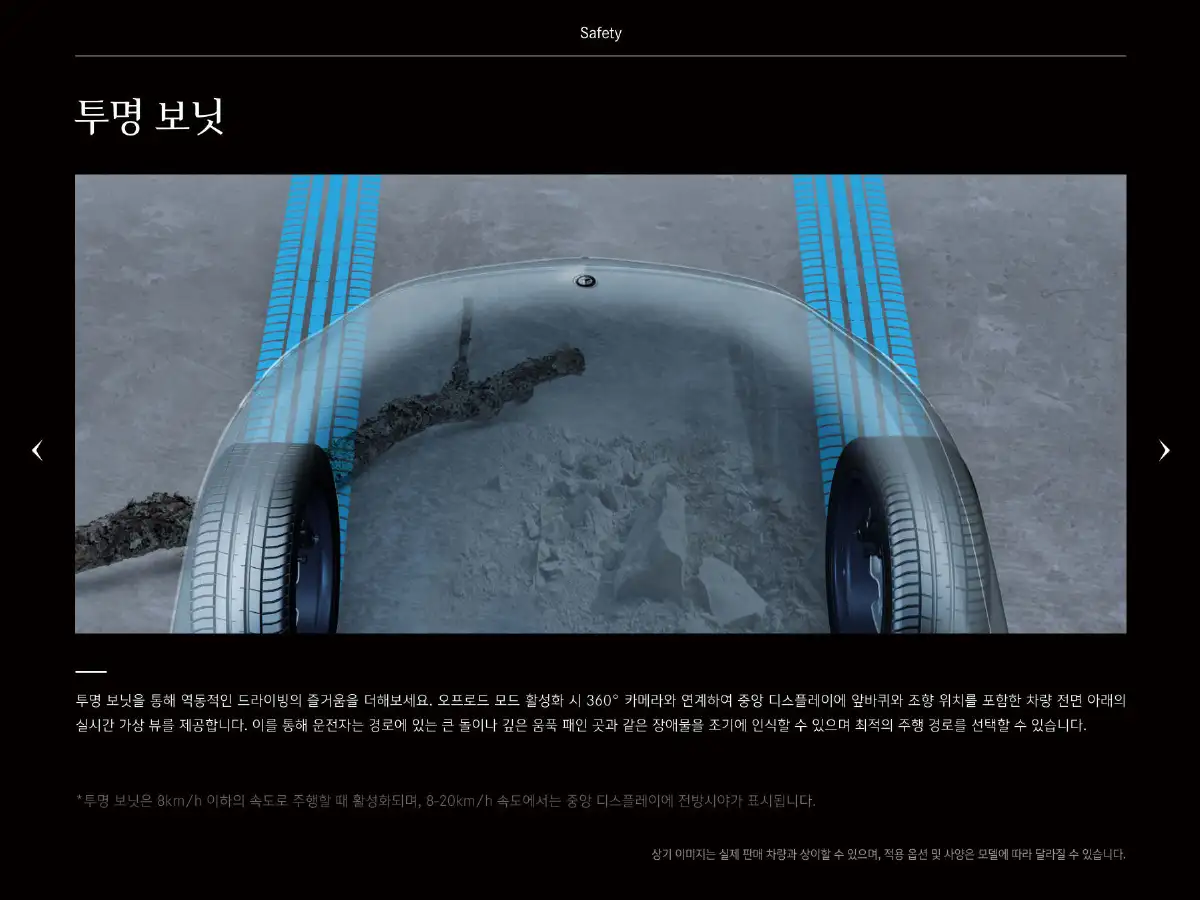 Safety
투명 보닛
투명 보닛을 통해 역동적인 드라이빙의 즐거움을 더해보세요. 오프로드 모드 활성화 시 360° 카메라와 연계하여 중앙 디스플레이에 앞바퀴와 조향 위치를 포함한 차량 전면 아래의
실시간 가상 뷰를 제공합니다. 이를 통해 운전자는 경로에 있는 큰 돌이나 깊은 움푹 패인 곳과 같은 장애물을 조기에 인식할 수 있으며 최적의 주행 경로를 선택할 수 있습니다.
*투명 보닛은 8km/h 이하의 속도로 주행할 때 활성화되며, 8-20km/h 속도에서는 중앙 디스플레이에 전방시야가 표시됩니다.
상기 이미지는 실제 판매 차량과 상이할 수 있으며, 적용 옵션 및 사양은 모델에 따라 달라질 수 있습니다.